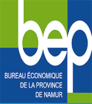 bep
BUREAU ÉCONOMIQUE
DE LA PROVINCE
DE NAMUR